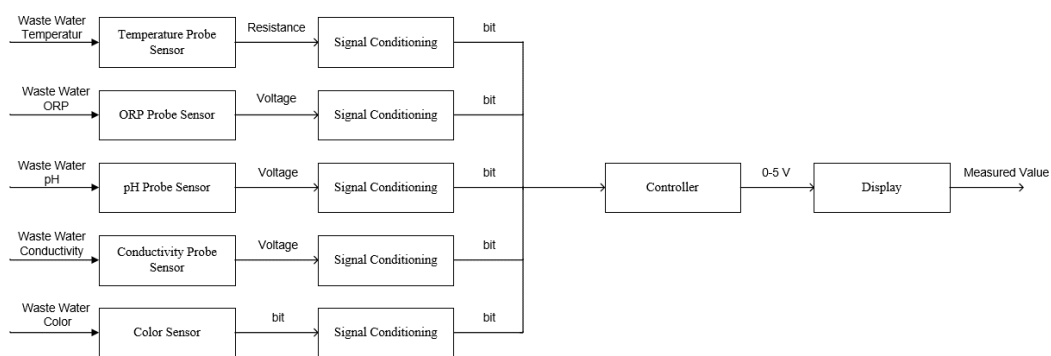 Waste Water
Temperatur
Temperature Probe
Sensor
Resistance
Signal Conditioning
bit
Waste Water
ORP
ORP Probe Sensor
Voltage
Signal Conditioning
bit
Waste Water
pH
pH Probe Sensor
Voltage
Signal Conditioning
bit
Controller
0-5 V
Display
Measured Value
Waste Water
Conductivity
Conductivity Probe
Sensor
Voltage
Signal Conditioning
bit
Waste Water
Color
Color Sensor
bit
Signal Conditioning
bit